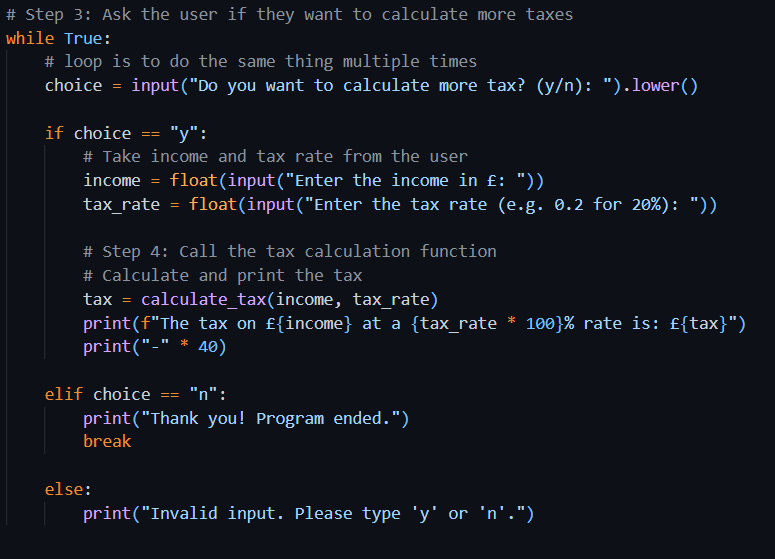 # Step 3: Ask the user if they want to calculate more taxes
while True:
    # loop is to do the same thing multiple times
    choice = input("Do you want to calculate more tax? (y/n): ").lower()

    if choice == "y":
        # Take income and tax rate from the user
        income = float(input("Enter the income in £: "))
        tax_rate = float(input("Enter the tax rate (e.g. 0.2 for 20%): "))

        # Step 4: Call the tax calculation function
        # Calculate and print the tax
        tax = calculate_tax(income, tax_rate)
        print(f"The tax on £{income} at a {tax_rate * 100}% rate is: £{tax}")
        print("-" * 40)

    elif choice == "n":
        print("Thank you! Program ended.")
        break

    else:
        print("Invalid input. Please type 'y' or 'n'.")